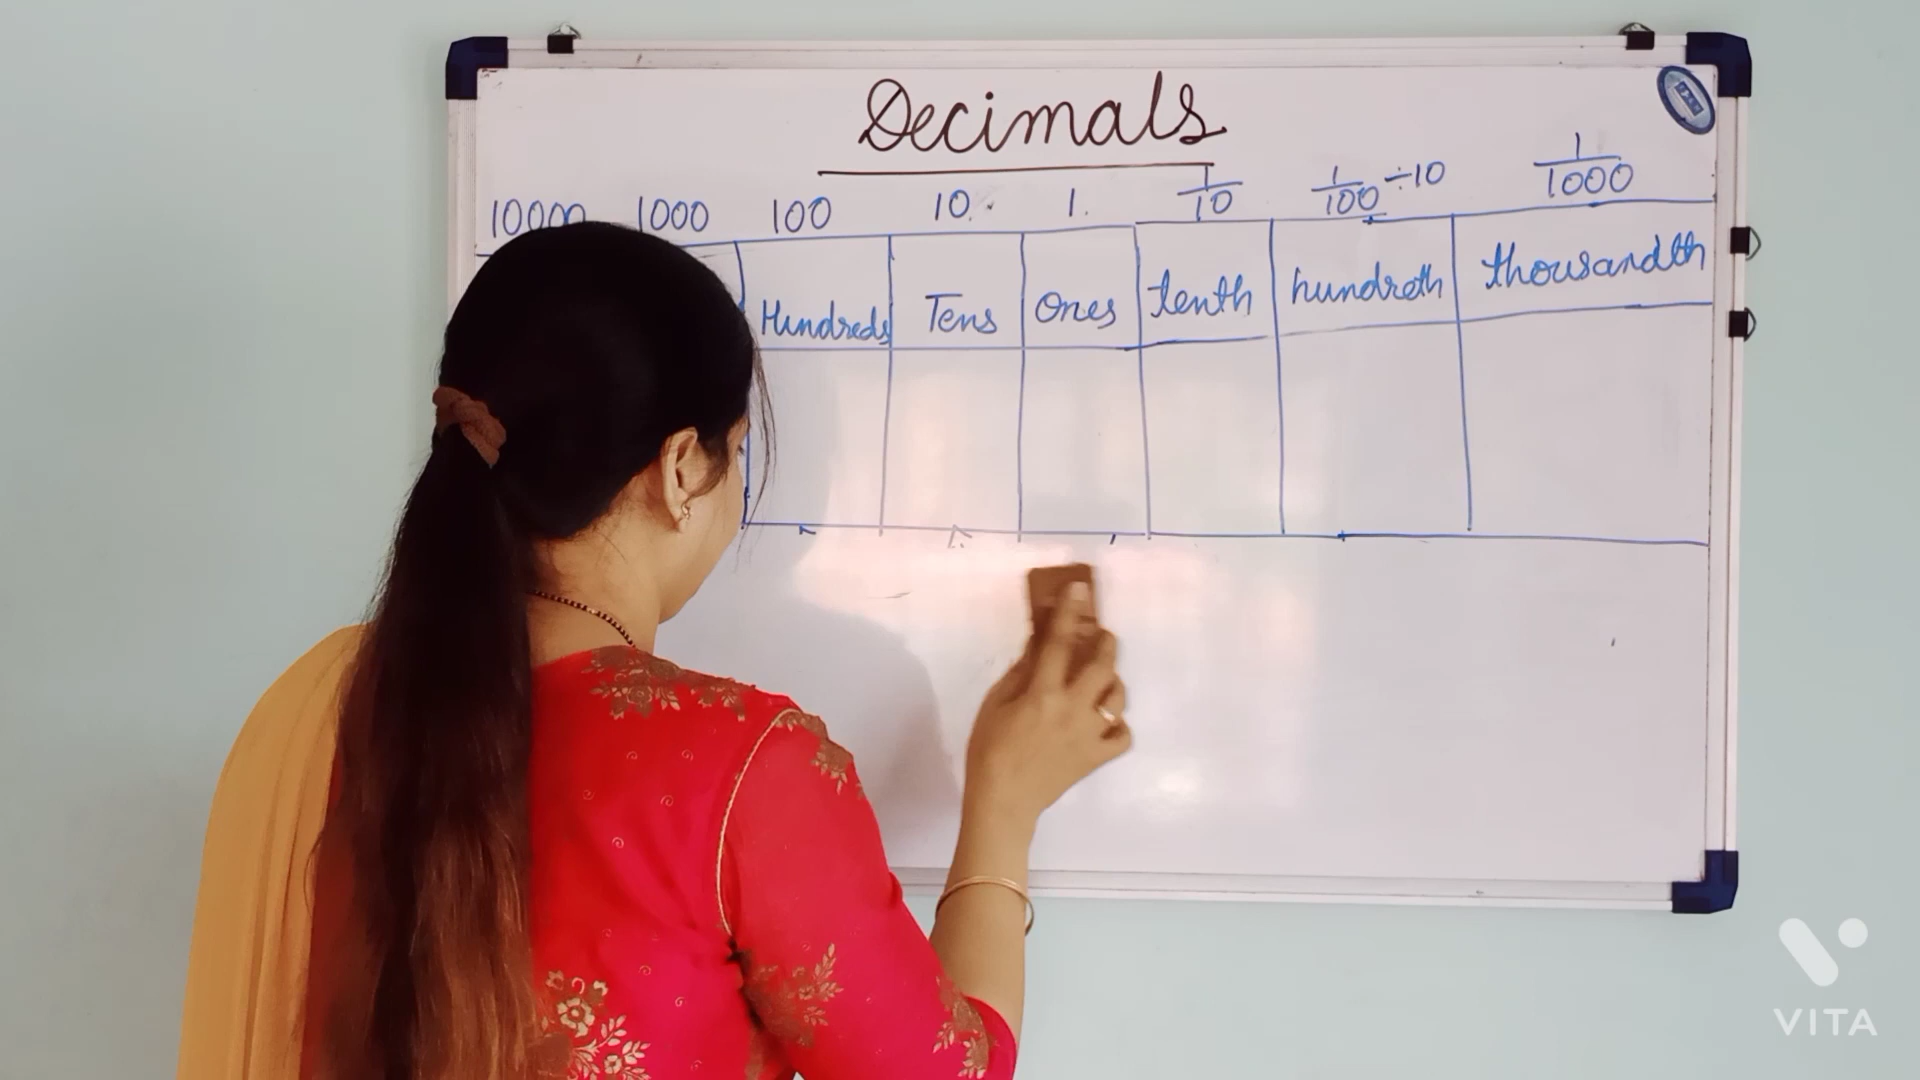 Decimals
10000 1000 100 10 1 1/10 1/100 ÷10 1/1000
Hundreds Tens Ones tenth hundreth thousandth
VITA